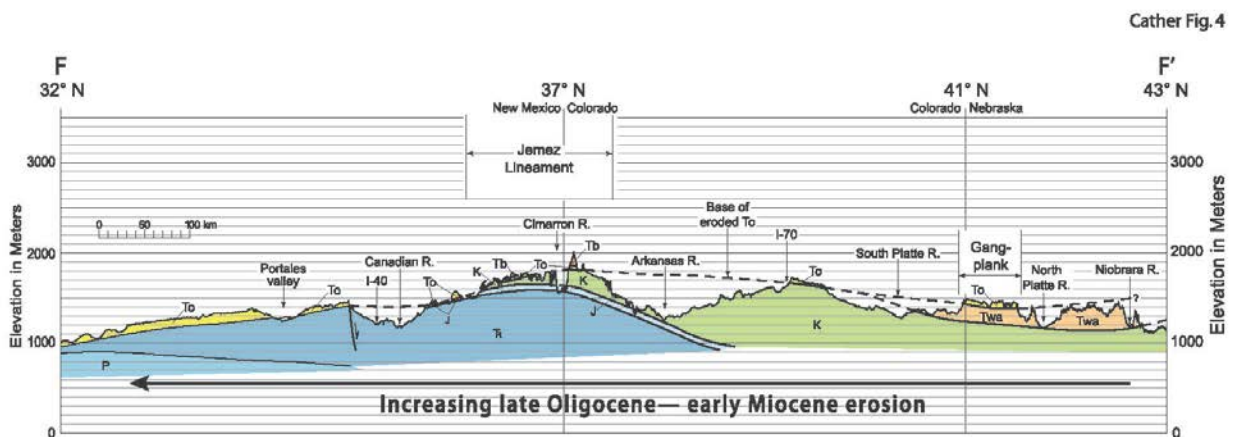 Cather Fig. 4
F F'
32° N 37° N 41° N 43° N
New Mexico Colorado Colorado Nebraska
Jemez
Lineament
3000 3000
0 50 100 km
Cimarron R.
Base of
eroded To
I-70
Gang-
plank
2000 2000
Portales
valley
I-40
Canadian R.
To
K
Tb
To
Tb
Arkansas R.
To
South Platte R.
North
Platte R.
Niobrara R.
To
To
J
K
J
To
Twa
Twa
?
K
1000 1000
P
Elevation in Meters Elevation in Meters
Increasing late Oligocene— early Miocene erosion
0 0